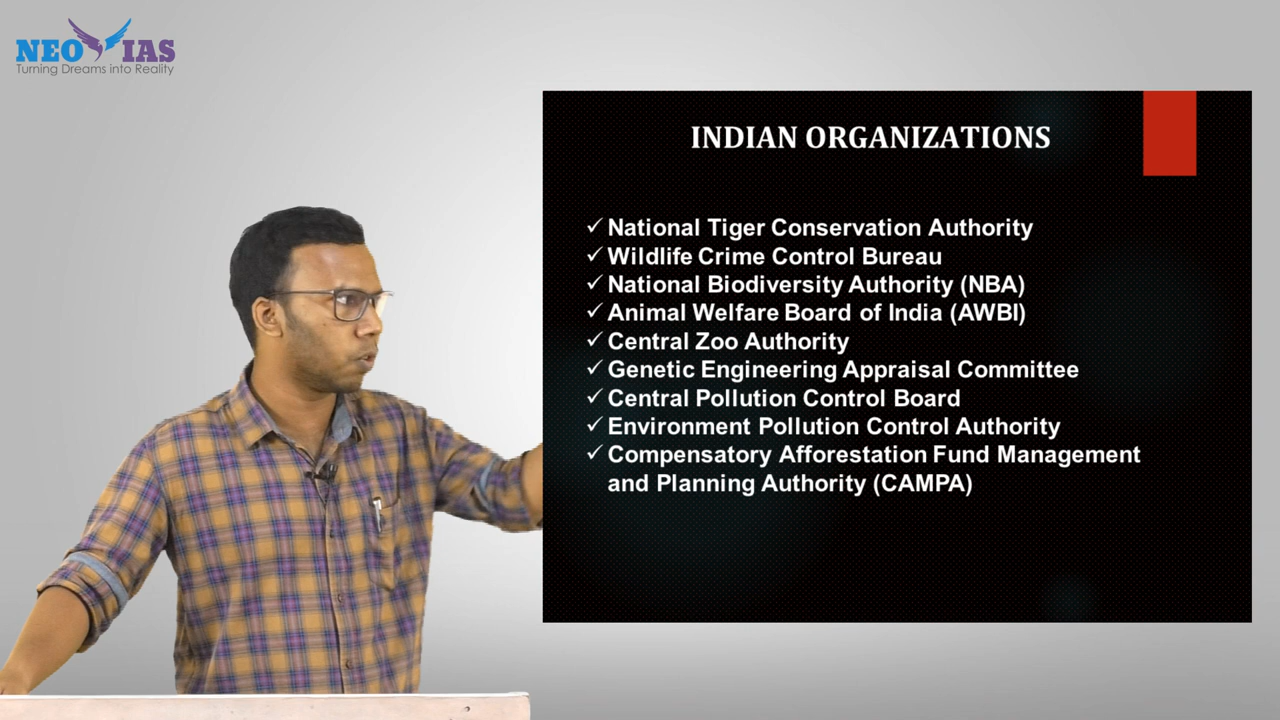 NEO IAS
Turning Dreams into Reality
INDIAN ORGANIZATIONS
✓ National Tiger Conservation Authority
✓ Wildlife Crime Control Bureau
✓ National Biodiversity Authority (NBA)
✓ Animal Welfare Board of India (AWBI)
✓ Central Zoo Authority
✓ Genetic Engineering Appraisal Committee
✓ Central Pollution Control Board
✓ Environment Pollution Control Authority
✓ Compensatory Afforestation Fund Management
and Planning Authority (CAMPA)